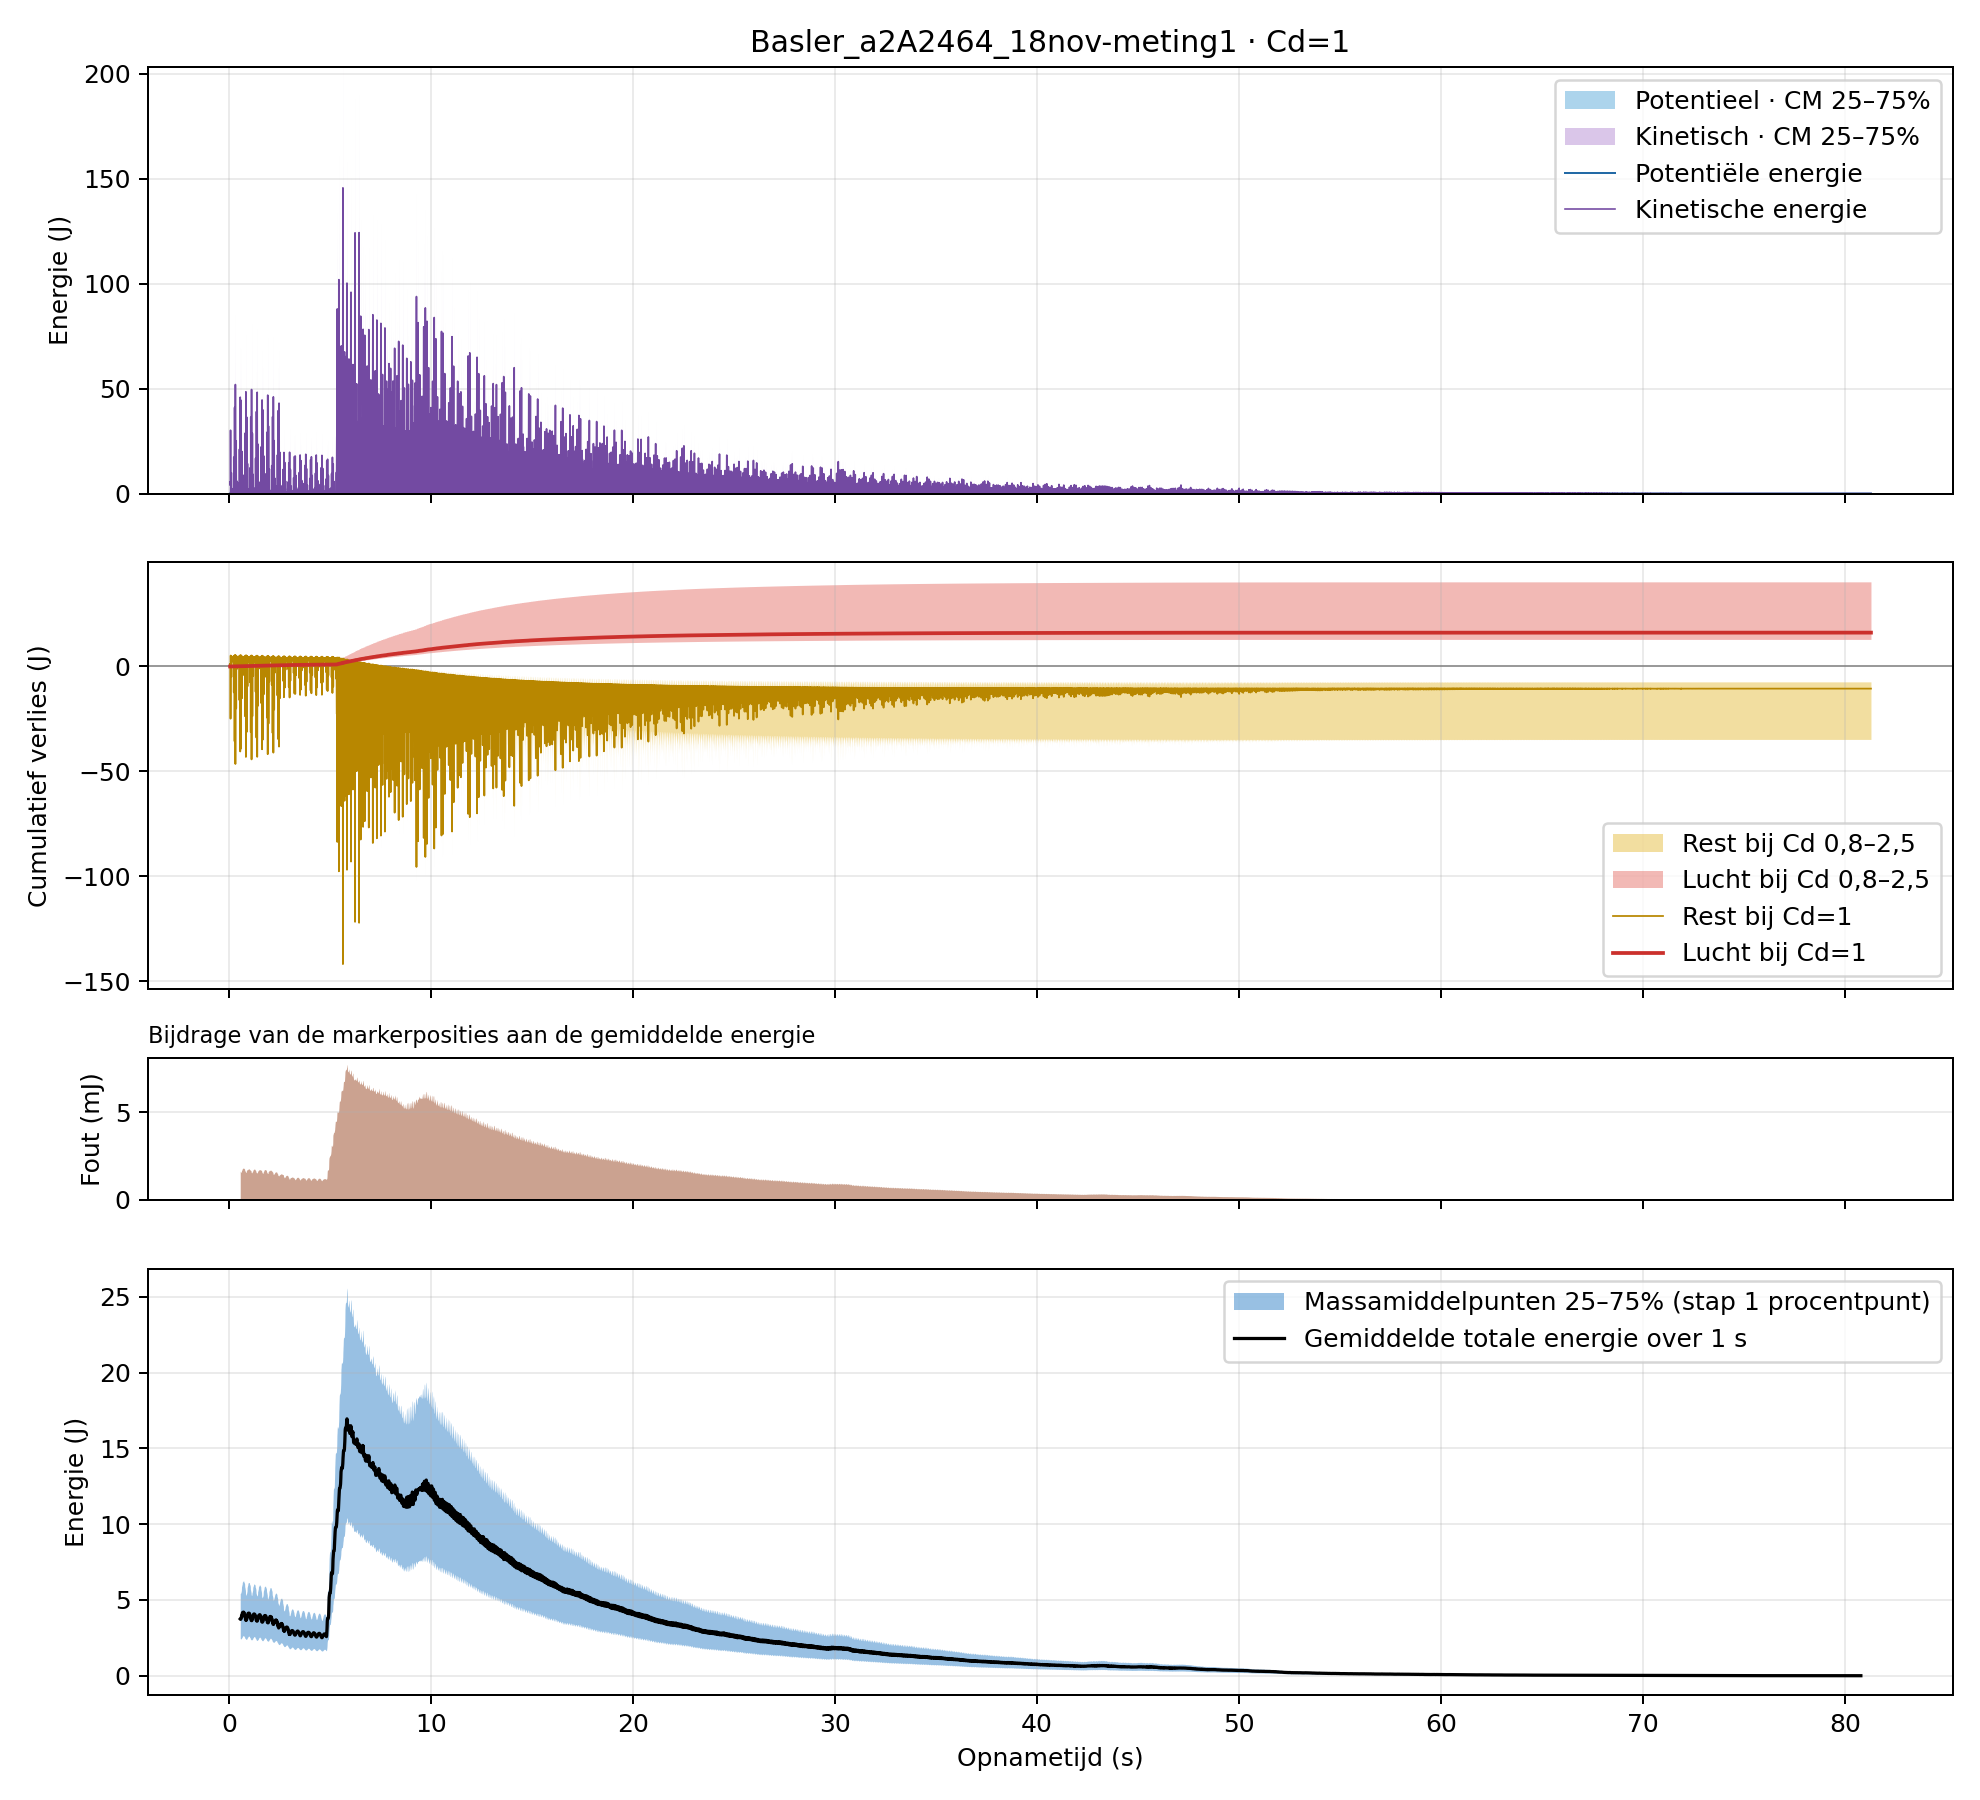 Basler_a2A2464_18nov-meting1 · Cd=1
Energie (J)
200
150
100
50
0
Potentieel · CM 25–75%
Kinetisch · CM 25–75%
Potentiële energie
Kinetische energie
Cumulatief verlies (J)
0
−50
−100
−150
Rest bij Cd 0,8–2,5
Lucht bij Cd 0,8–2,5
Rest bij Cd=1
Lucht bij Cd=1
Bijdrage van de markerposities aan de gemiddelde energie
Fout (mJ)
5
0
Energie (J)
25
20
15
10
5
0
Massamiddelpunten 25–75% (stap 1 procentpunt)
Gemiddelde totale energie over 1 s
0 10 20 30 40 50 60 70 80
Opnametijd (s)